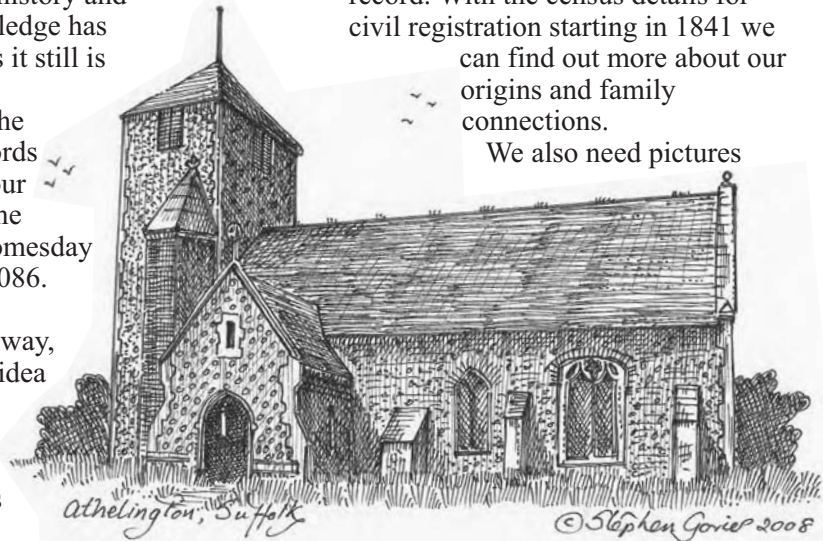 history and
ledge has
s it still is
he
ords
our
he
omesday
086.
way,
idea
s
record. With the census details for
civil registration starting in 1841 we
can find out more about our
origins and family
connections.
We also need pictures
Athelington, Suffolk
© Stephen Govier 2008